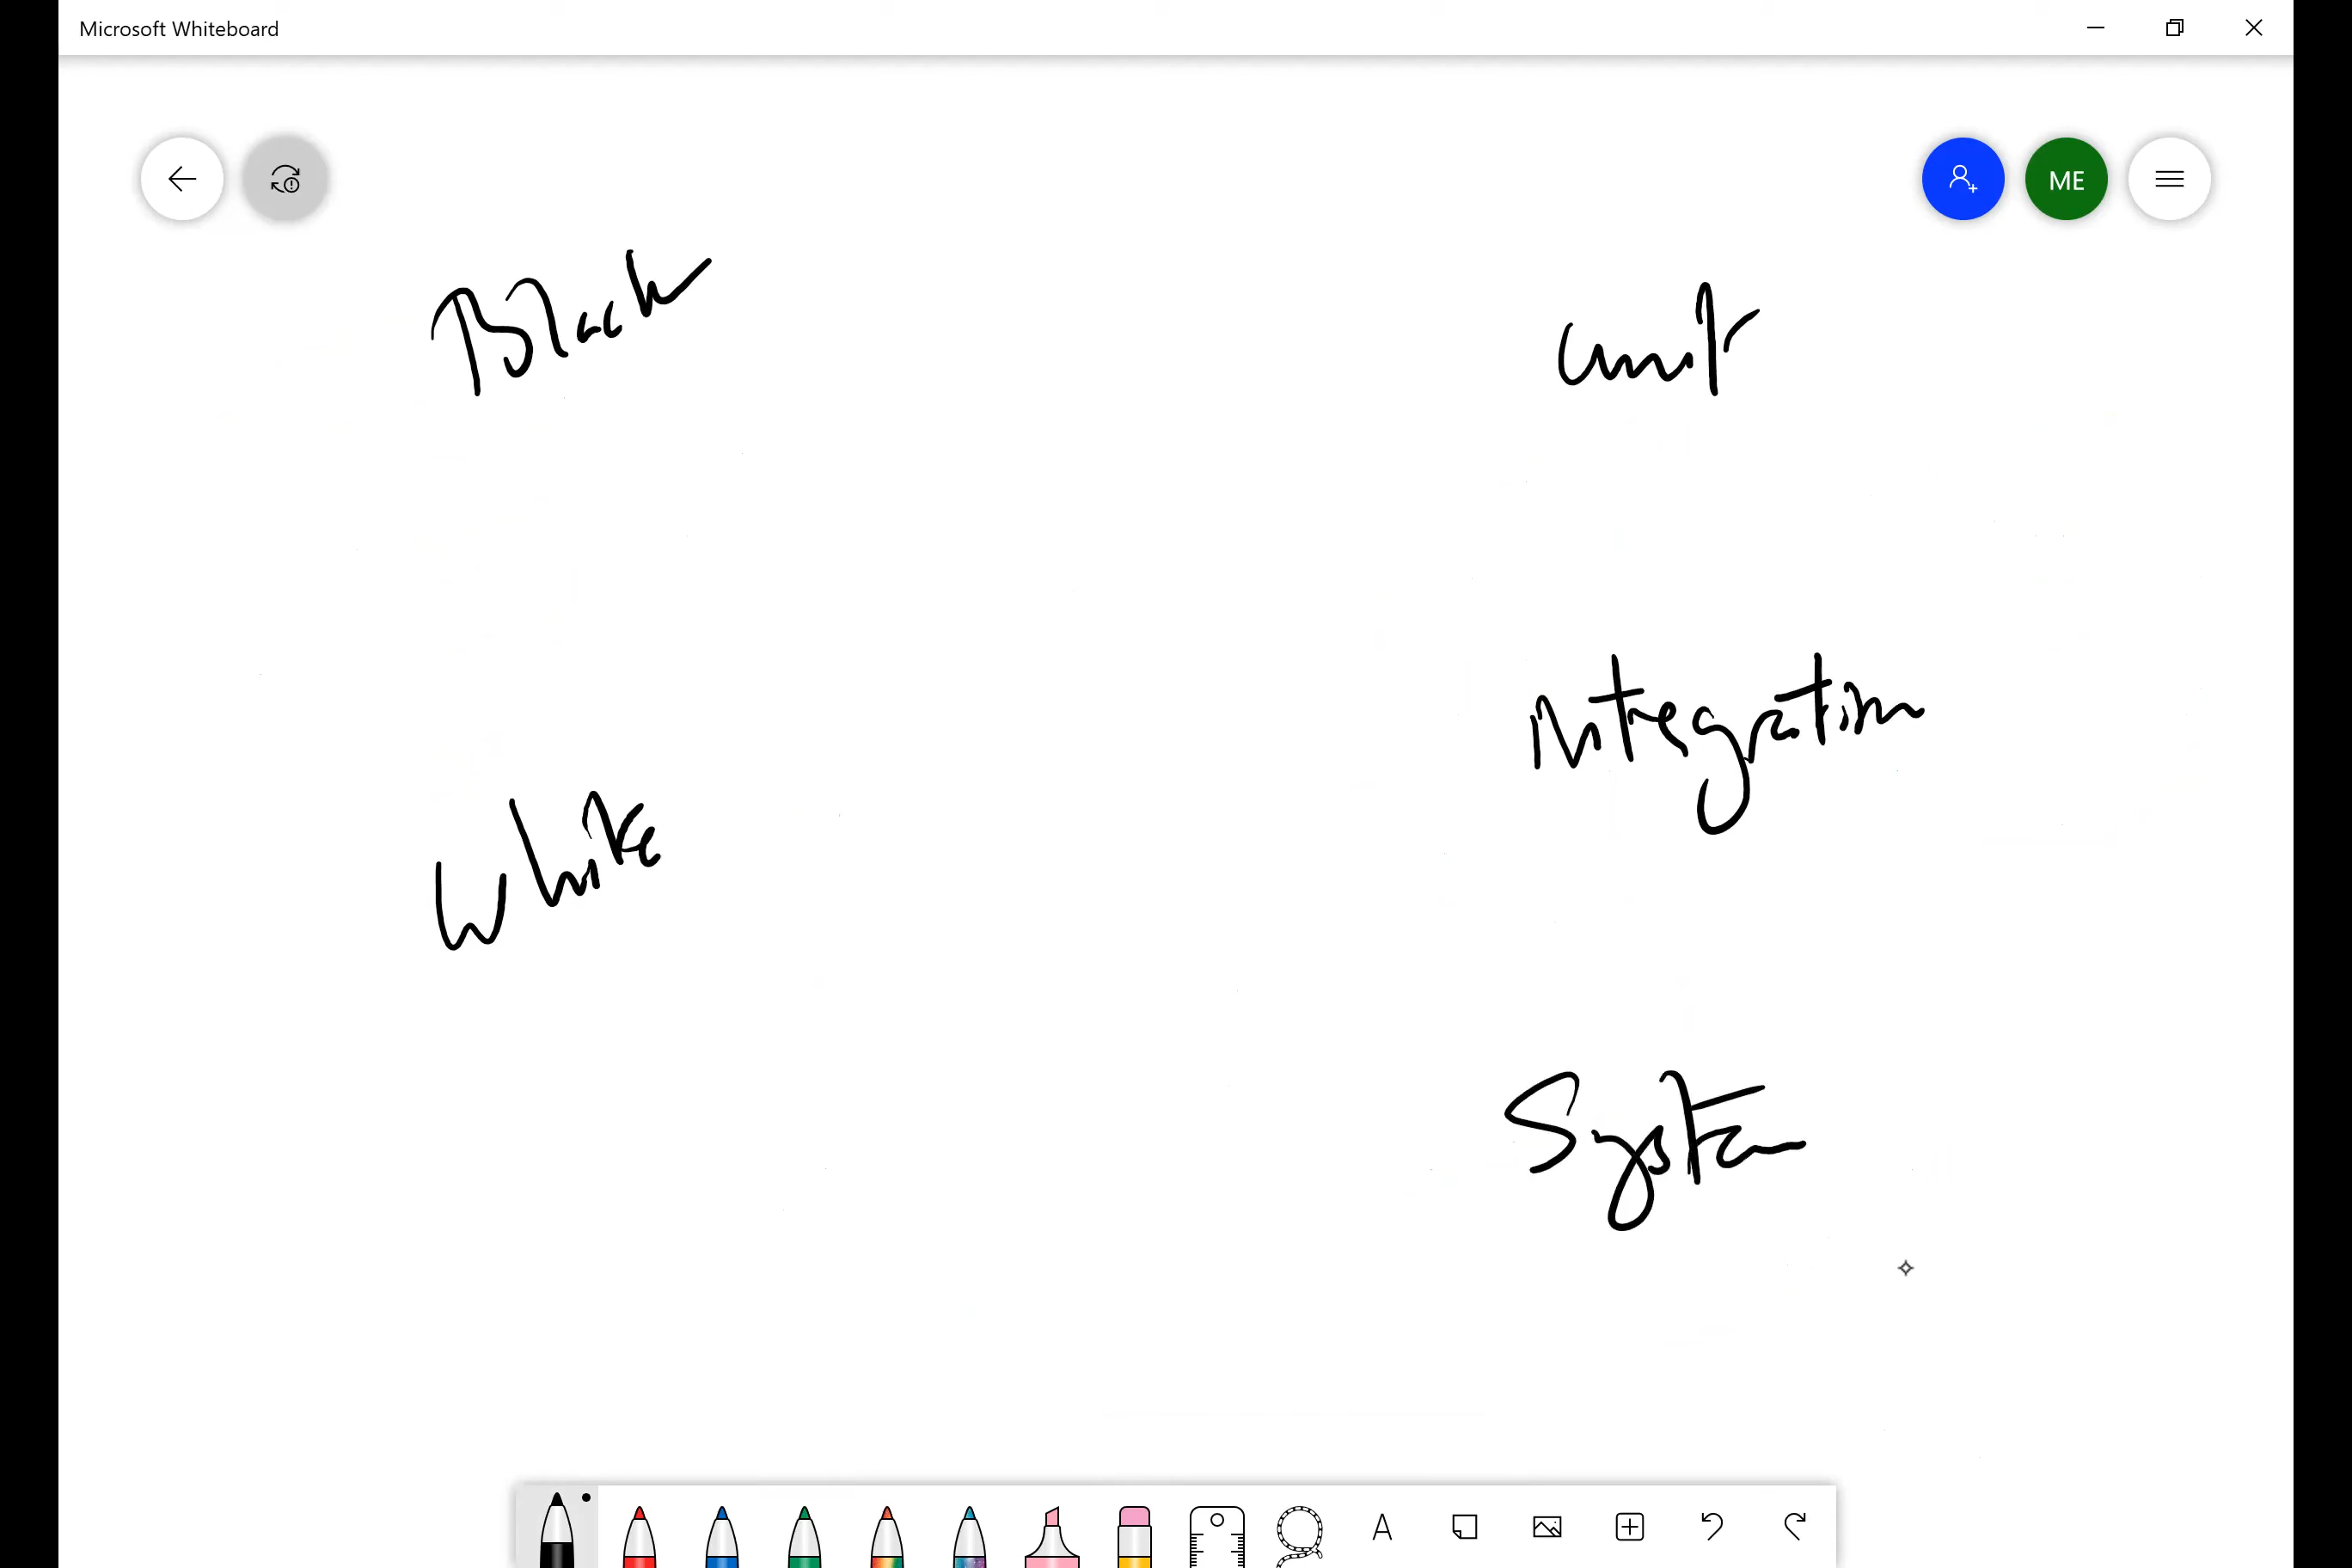 Microsoft Whiteboard
ME
Black
Unit
Integration
White
System
A